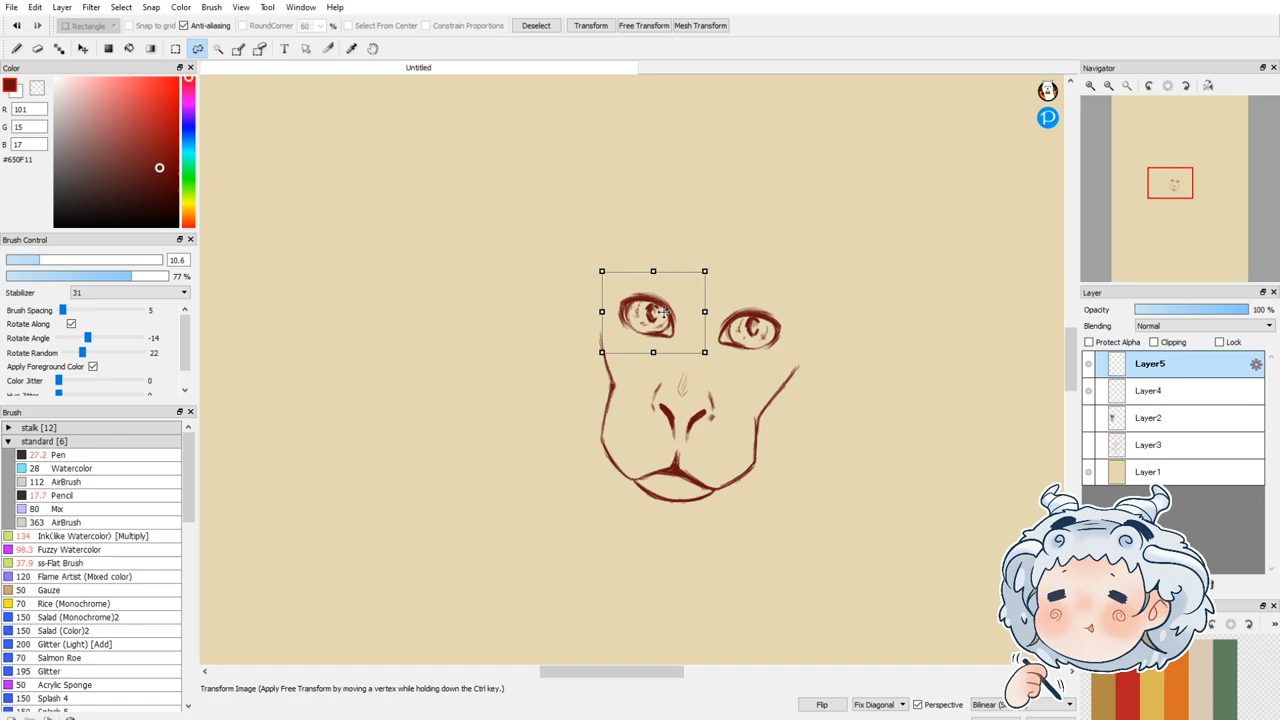 File Edit Layer Filter Select Snap Color Brush View Tool Window Help
Rectangle Snap to grid Anti-aliasing RoundCorner 60 % Select From Center Constrain Proportions Deselect Transform Free Transform Mesh Transform
T
Color
Untitled
Navigator
R 101
G 15
B 17
#650F11
P
Brush Control
10.6
77 %
Stabilizer 31
Brush Spacing 5
Rotate Along
Rotate Angle -14
Rotate Random 22
Apply Foreground Color
Color Jitter 0
Brush
stalk [12]
standard [6]
27.2 Pen
28 Watercolor
112 AirBrush
17.7 Pencil
80 Mix
363 AirBrush
134 Ink(like Watercolor) [Multiply]
98.3 Fuzzy Watercolor
37.9 ss-Flat Brush
120 Flame Artist (Mixed color)
50 Gauze
70 Rice (Monochrome)
150 Salad (Monochrome)2
150 Salad (Color)2
200 Glitter (Light) [Add]
70 Salmon Roe
195 Glitter
50 Acrylic Sponge
150 Splash 4
Layer
Opacity 100 %
Blending Normal
Protect Alpha Clipping Lock
Layer5
Layer4
Layer2
Layer3
Layer1
Transform Image (Apply Free Transform by moving a vertex while holding down the Ctrl key.)
Flip Fix Diagonal Perspective Bilinear